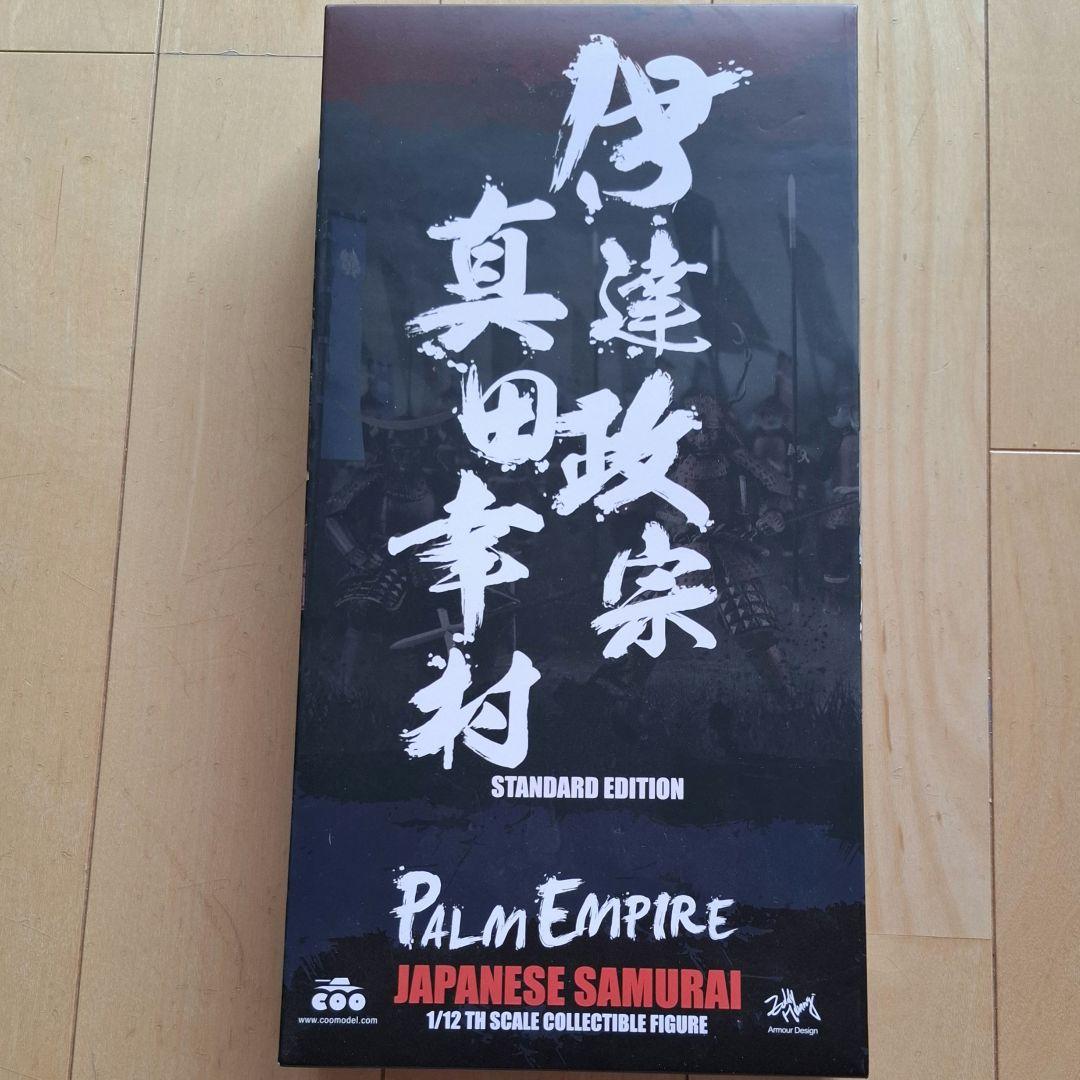 伊達政宗
真田幸村
STANDARD EDITION
PALM EMPIRE
JAPANESE SAMURAI
1/12 TH SCALE COLLECTIBLE FIGURE
COO
www.coomodel.com
Armour Design